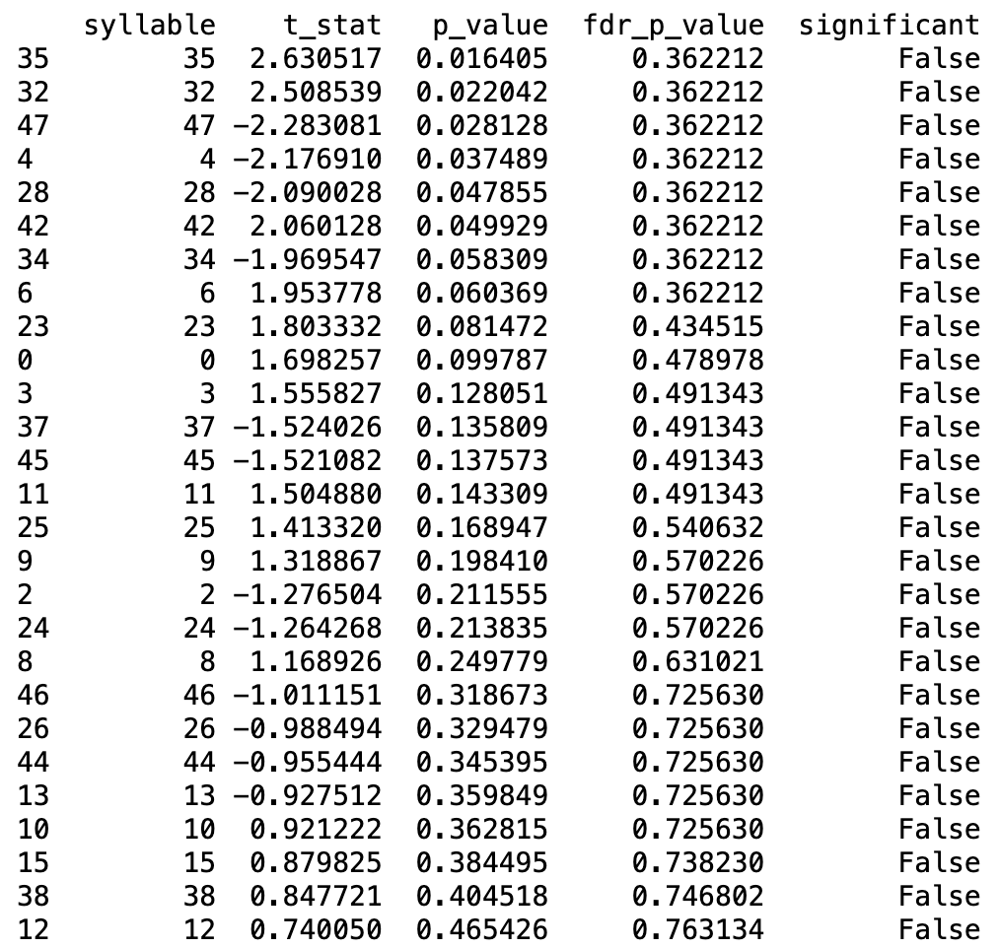 syllable t_stat p_value fdr_p_value significant
35 35 2.630517 0.016405 0.362212 False
32 32 2.508539 0.022042 0.362212 False
47 47 -2.283081 0.028128 0.362212 False
4 4 -2.176910 0.037489 0.362212 False
28 28 -2.090028 0.047855 0.362212 False
42 42 2.060128 0.049929 0.362212 False
34 34 -1.969547 0.058309 0.362212 False
6 6 1.953778 0.060369 0.362212 False
23 23 1.803332 0.081472 0.434515 False
0 0 1.698257 0.099787 0.478978 False
3 3 1.555827 0.128051 0.491343 False
37 37 -1.524026 0.135809 0.491343 False
45 45 -1.521082 0.137573 0.491343 False
11 11 1.504880 0.143309 0.491343 False
25 25 1.413320 0.168947 0.540632 False
9 9 1.318867 0.198410 0.570226 False
2 2 -1.276504 0.211555 0.570226 False
24 24 -1.264268 0.213835 0.570226 False
8 8 1.168926 0.249779 0.631021 False
46 46 -1.011151 0.318673 0.725630 False
26 26 -0.988494 0.329479 0.725630 False
44 44 -0.955444 0.345395 0.725630 False
13 13 -0.927512 0.359849 0.725630 False
10 10 0.921222 0.362815 0.725630 False
15 15 0.879825 0.384495 0.738230 False
38 38 0.847721 0.404518 0.746802 False
12 12 0.740050 0.465426 0.763134 False